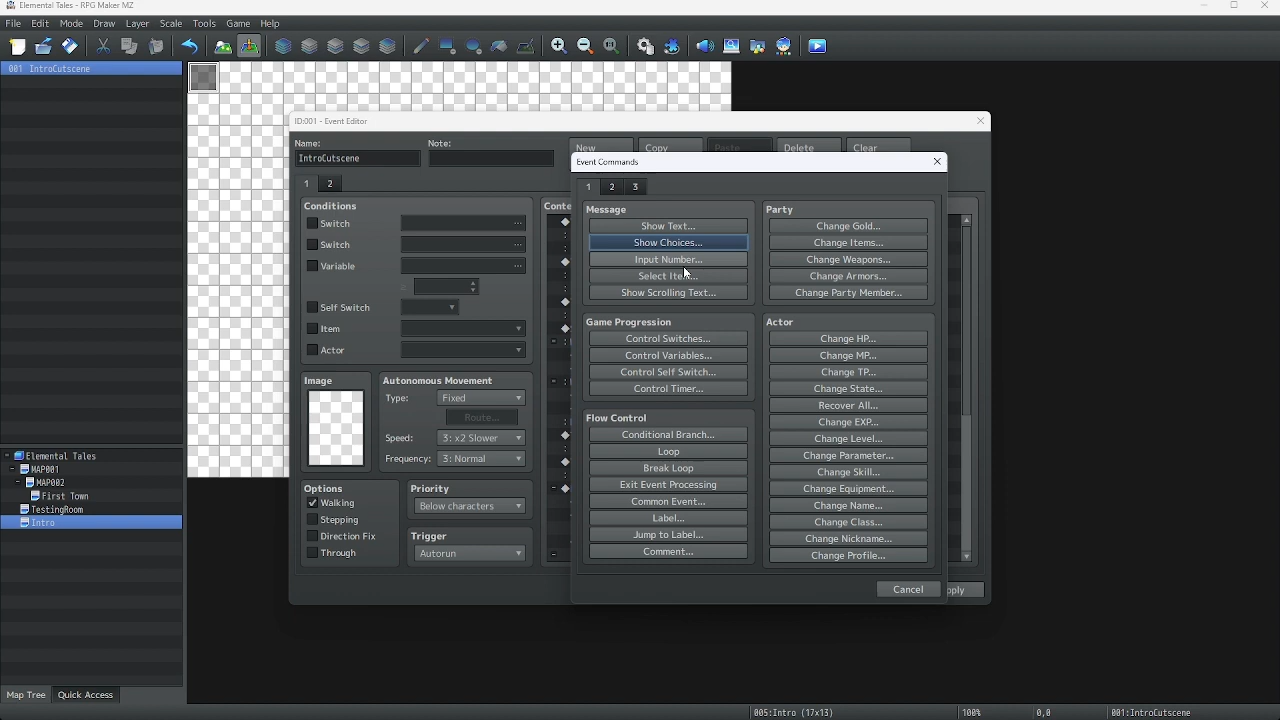 Elemental Tales - RPG Maker MZ
File Edit Mode Draw Layer Scale Tools Game Help
001 IntroCutscene
ID:001 - Event Editor
Name: Note:
IntroCutscene
New Copy Paste Delete Clear
1 2
Conditions
Switch
Switch
Variable
Self Switch
Item
Actor
Image
Autonomous Movement
Type: Fixed
Route...
Speed: 3: x2 Slower
Frequency: 3: Normal
Options
Walking
Stepping
Direction Fix
Through
Priority
Below characters
Trigger
Autorun
Conte
Event Commands
1 2 3
Message
Show Text...
Show Choices...
Input Number...
Select Ite
Show Scrolling Text...
Game Progression
Control Switches...
Control Variables...
Control Self Switch...
Control Timer...
Flow Control
Conditional Branch...
Loop
Break Loop
Exit Event Processing
Common Event...
Label...
Jump to Label...
Comment...
Party
Change Gold...
Change Items...
Change Weapons...
Change Armors...
Change Party Member...
Actor
Change HP...
Change MP...
Change TP...
Change State...
Recover All...
Change EXP...
Change Level...
Change Parameter...
Change Skill...
Change Equipment...
Change Name...
Change Class...
Change Nickname...
Change Profile...
Cancel
pply
Elemental Tales
MAP001
MAP002
First Town
TestingRoom
Intro
Map Tree Quick Access
005:Intro (17x13) 100% 0,0 001:IntroCutscene